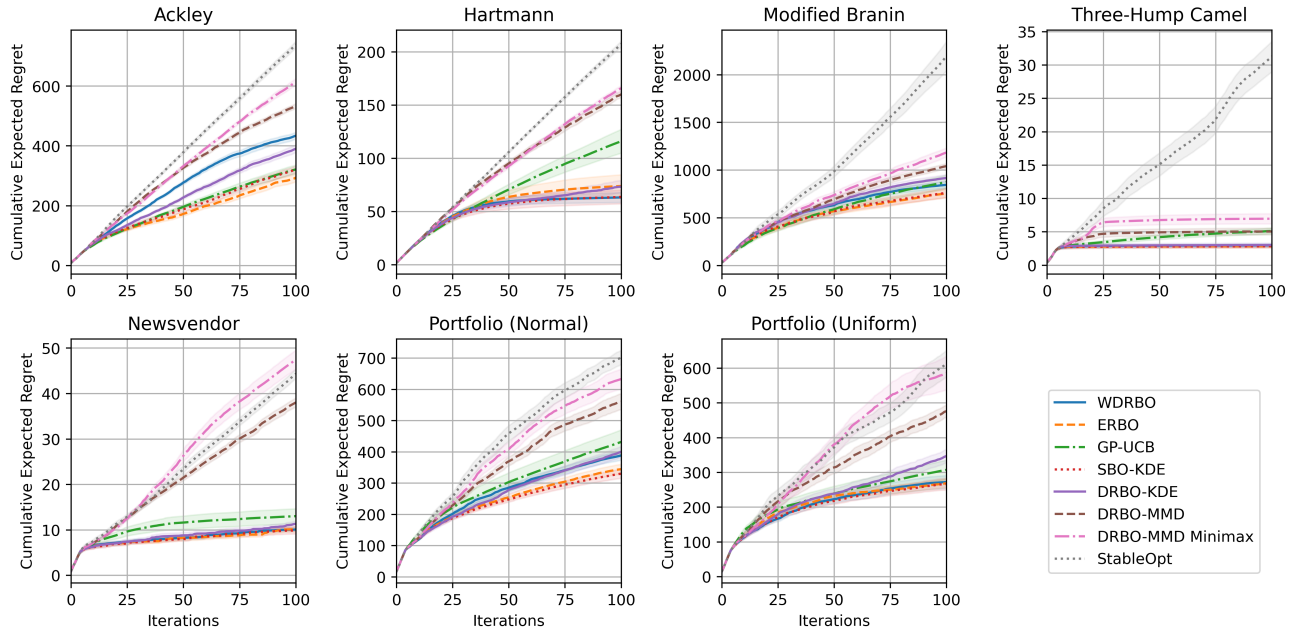 Ackley
Cumulative Expected Regret
600
400
200
0
0 25 50 75 100
Hartmann
Cumulative Expected Regret
200
150
100
50
0
0 25 50 75 100
Modified Branin
Cumulative Expected Regret
2000
1500
1000
500
0
0 25 50 75 100
Three-Hump Camel
Cumulative Expected Regret
35
30
25
20
15
10
5
0
0 25 50 75 100
Newsvendor
Cumulative Expected Regret
50
40
30
20
10
0
0 25 50 75 100
Iterations
Portfolio (Normal)
Cumulative Expected Regret
700
600
500
400
300
200
100
0
0 25 50 75 100
Iterations
Portfolio (Uniform)
Cumulative Expected Regret
600
500
400
300
200
100
0
0 25 50 75 100
Iterations
WDRBO
ERBO
GP-UCB
SBO-KDE
DRBO-KDE
DRBO-MMD
DRBO-MMD Minimax
StableOpt